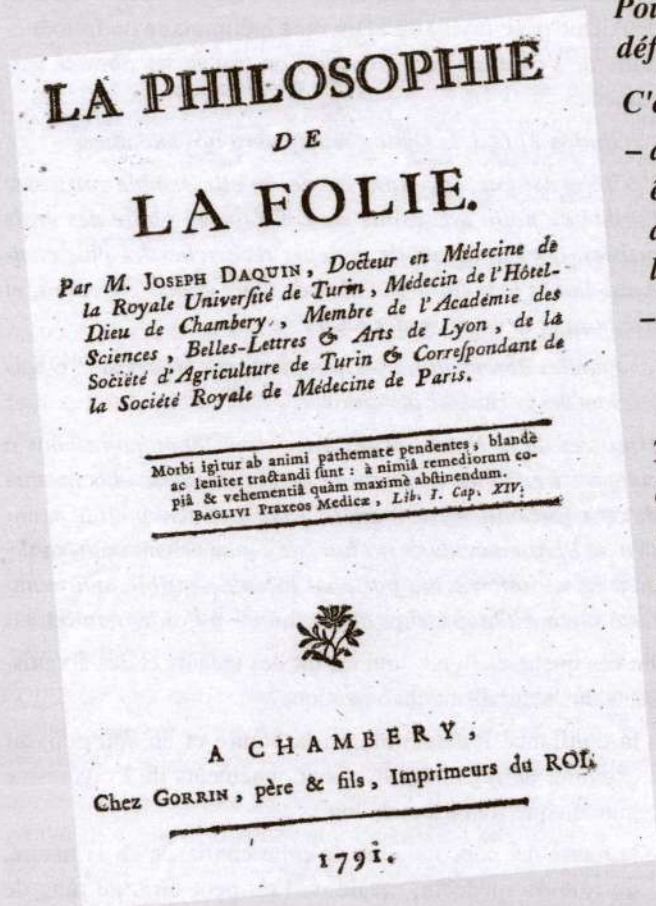 LA PHILOSOPHIE
DE
LA FOLIE.
Par M. JOSEPH DAQUIN, Docteur en Médecine de
la Royale Univerſité de Turin, Médecin de l'Hôtel-
Dieu de Chambery, Membre de l'Académie des
Sciences, Belles-Lettres & Arts de Lyon, de la
Société d'Agriculture de Turin & Correſpondant de
la Société Royale de Médecine de Paris.
Morbi igitur ab animi pathemate pendentes, blandè
ac leniter tractandi ſunt : à nimiâ remediorum co-
piâ & vehementiâ quàm maximè abſtinendum.
BAGLIVI Praxeos Medicæ, Lib. I. Cap. XIV.
A CHAMBERY,
Chez GORRIN, père & fils, Imprimeurs du ROI.
1791.
Pou
déf
C'e